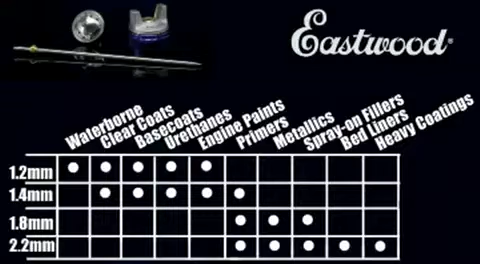 Eastwood®
Waterborne
Clear Coats
Basecoats
Urethanes
Engine Paints
Primers
Metallics
Spray-on Fillers
Bed Liners
Heavy Coatings
1.2mm
1.4mm
1.8mm
2.2mm